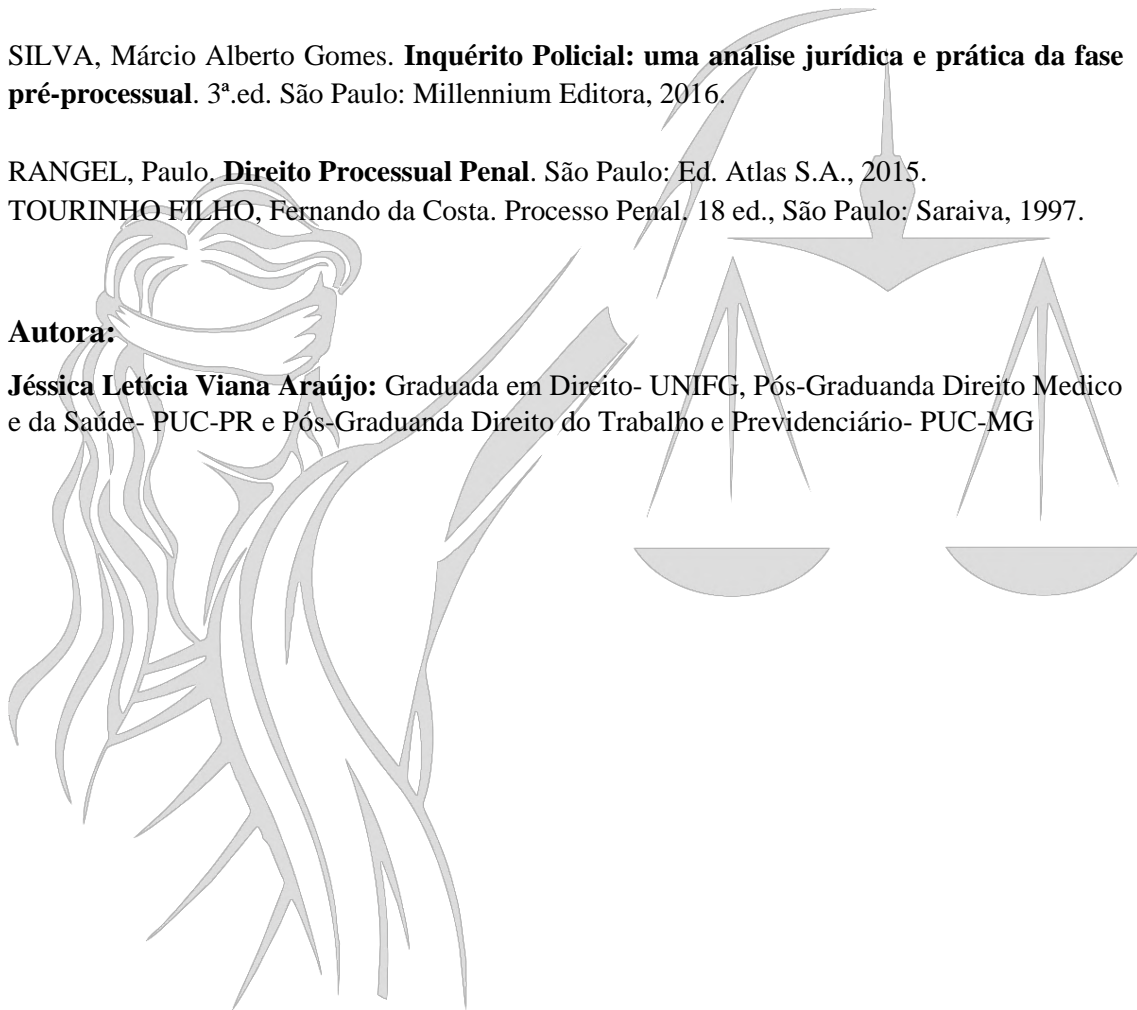 SILVA, Márcio Alberto Gomes. Inquérito Policial: uma análise jurídica e prática da fase
pré-processual. 3ª.ed. São Paulo: Millennium Editora, 2016.
RANGEL, Paulo. Direito Processual Penal. São Paulo: Ed. Atlas S.A., 2015.
TOURINHO FILHO, Fernando da Costa. Processo Penal. 18 ed., São Paulo: Saraiva, 1997.
Autora:
Jéssica Letícia Viana Araújo: Graduada em Direito- UNIFG, Pós-Graduanda Direito Medico
e da Saúde- PUC-PR e Pós-Graduanda Direito do Trabalho e Previdenciário- PUC-MG